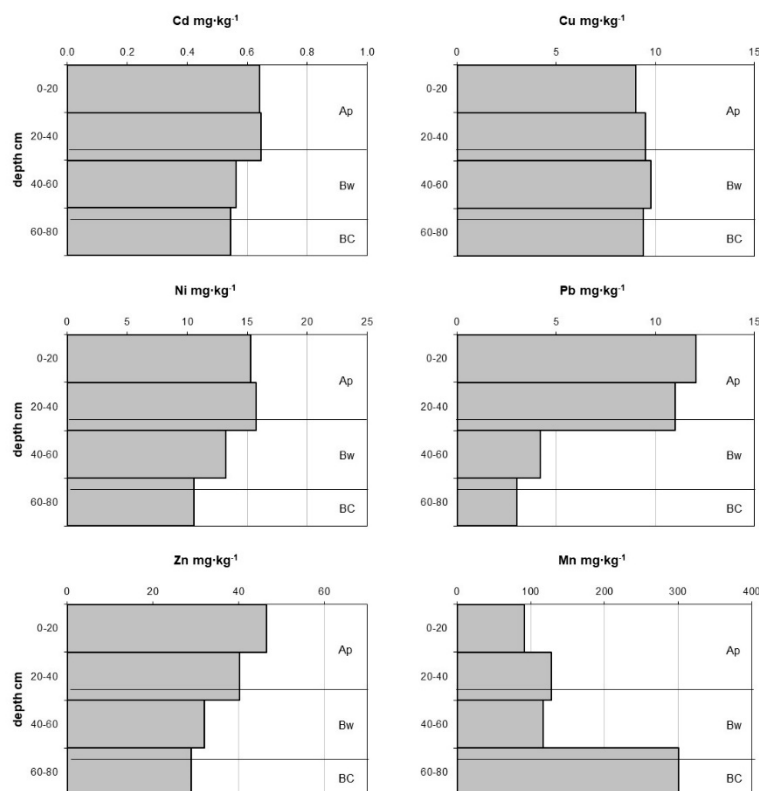 Cd mg·kg⁻¹
0.0 0.2 0.4 0.6 0.8 1.0
depth cm
0-20
20-40
40-60
60-80
Ap
Bw
BC
Cu mg·kg⁻¹
0 5 10 15
0-20
20-40
40-60
60-80
Ap
Bw
BC
Ni mg·kg⁻¹
0 5 10 15 20 25
depth cm
0-20
20-40
40-60
60-80
Ap
Bw
BC
Pb mg·kg⁻¹
0 5 10 15
0-20
20-40
40-60
60-80
Ap
Bw
BC
Zn mg·kg⁻¹
0 20 40 60
depth cm
0-20
20-40
40-60
60-80
Ap
Bw
BC
Mn mg·kg⁻¹
0 100 200 300 400
0-20
20-40
40-60
60-80
Ap
Bw
BC